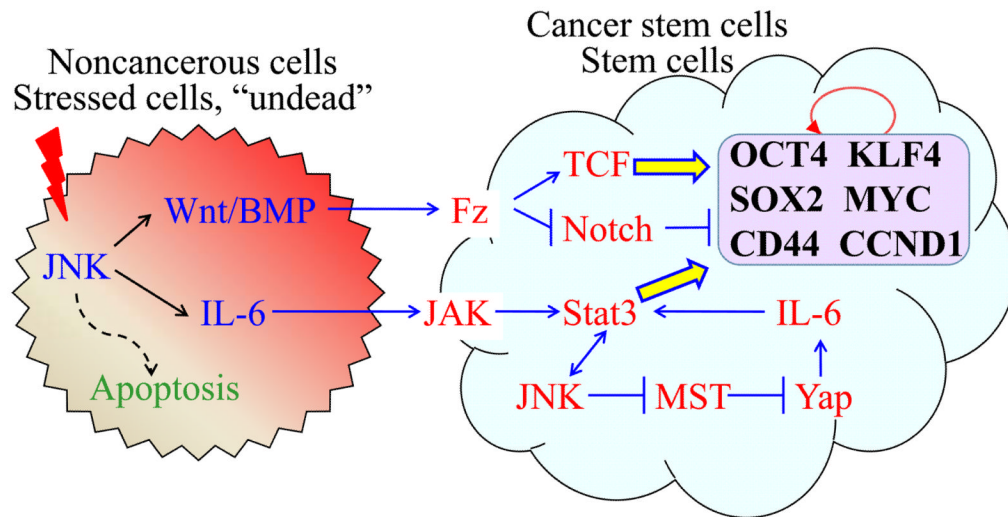 Noncancerous cells
Stressed cells, “undead”
Cancer stem cells
Stem cells
JNK
Wnt/BMP
IL-6
Apoptosis
Fz
TCF
Notch
JAK
Stat3
IL-6
JNK
MST
Yap
OCT4 KLF4
SOX2 MYC
CD44 CCND1